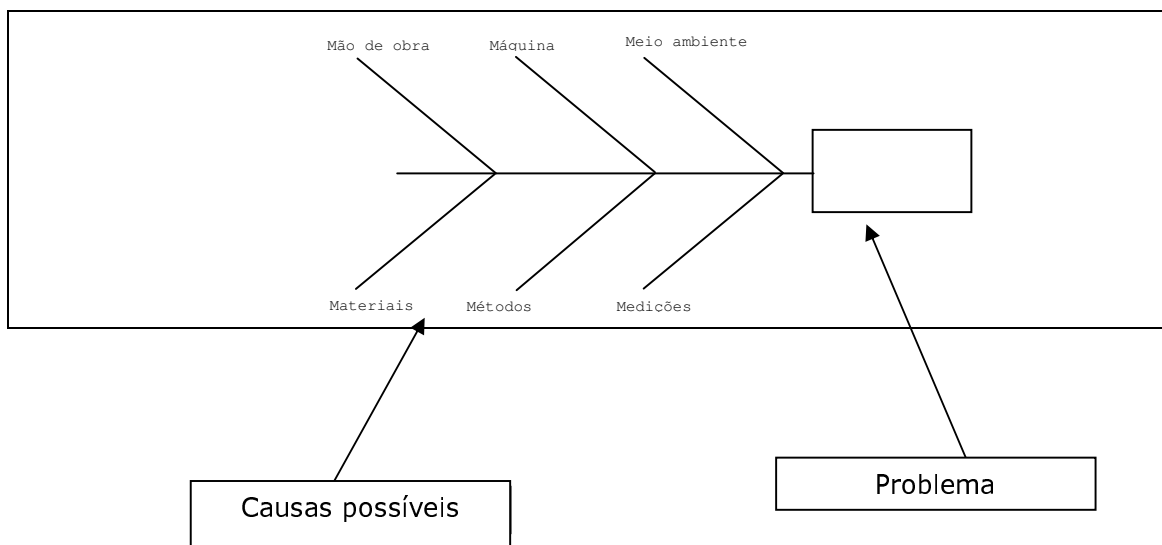 Mão de obra
Máquina
Meio ambiente
Materiais
Métodos
Medições
Problema
Causas possíveis